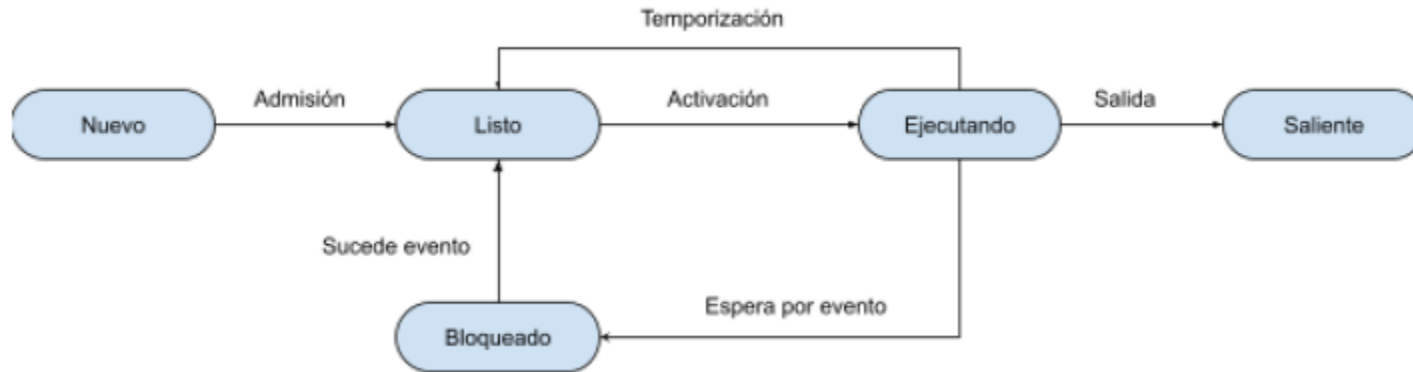 Temporización
Admisión
Activación
Salida
Nuevo
Listo
Ejecutando
Saliente
Sucede evento
Espera por evento
Bloqueado